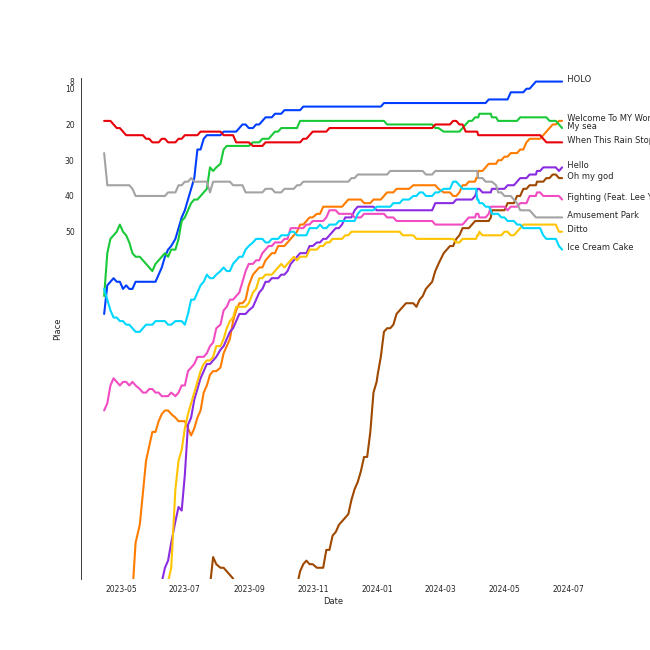 8
10
20
30
40
50
Place
HOLO
Welcome To MY Wor
My sea
When This Rain Stop
Hello
Oh my god
Fighting (Feat. Lee Y
Amusement Park
Ditto
Ice Cream Cake
2023-05
2023-07
2023-09
2023-11
2024-01
2024-03
2024-05
2024-07
Date